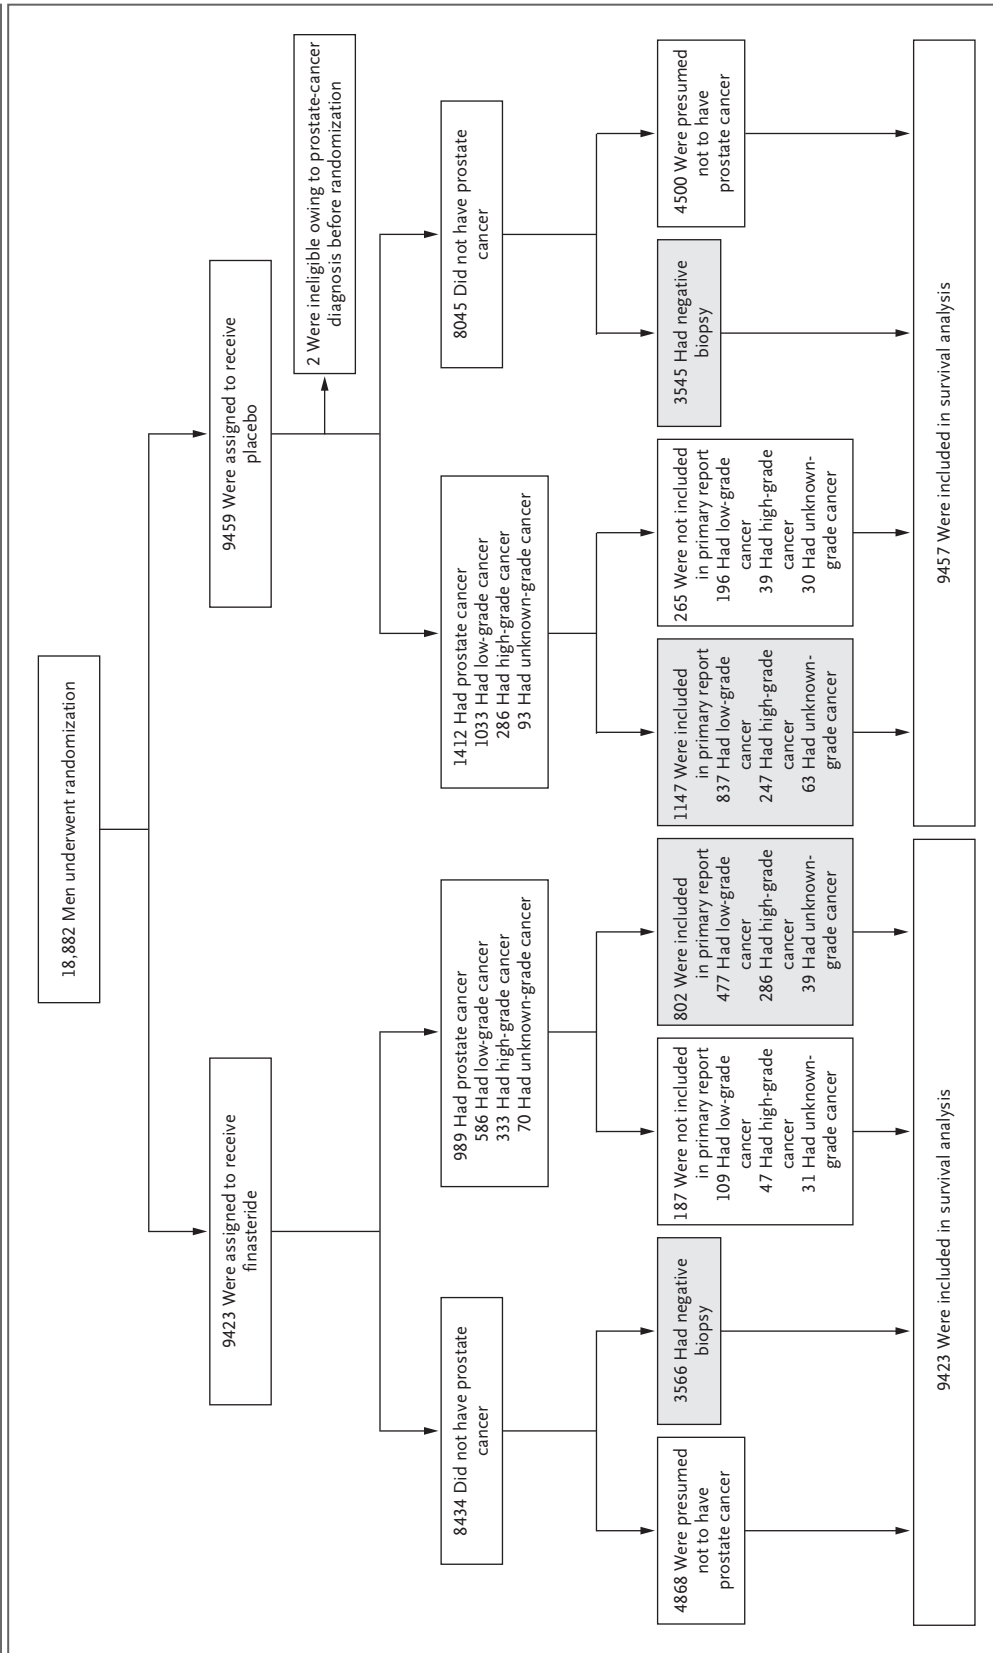 18,882 Men underwent randomization
9423 Were assigned to receive
finasteride
9459 Were assigned to receive
placebo
2 Were ineligible owing to prostate-cancer
diagnosis before randomization
8434 Did not have prostate
cancer
989 Had prostate cancer
586 Had low-grade cancer
333 Had high-grade cancer
70 Had unknown-grade cancer
1412 Had prostate cancer
1033 Had low-grade cancer
286 Had high-grade cancer
93 Had unknown-grade cancer
8045 Did not have prostate
cancer
4868 Were presumed
not to have
prostate cancer
3566 Had negative
biopsy
187 Were not included
in primary report
109 Had low-grade
cancer
47 Had high-grade
cancer
31 Had unknown-
grade cancer
802 Were included
in primary report
477 Had low-grade
cancer
286 Had high-grade
cancer
39 Had unknown-
grade cancer
1147 Were included
in primary report
837 Had low-grade
cancer
247 Had high-grade
cancer
63 Had unknown-
grade cancer
265 Were not included
in primary report
196 Had low-grade
cancer
39 Had high-grade
cancer
30 Had unknown-
grade cancer
3545 Had negative
biopsy
4500 Were presumed
not to have
prostate cancer
9423 Were included in survival analysis
9457 Were included in survival analysis